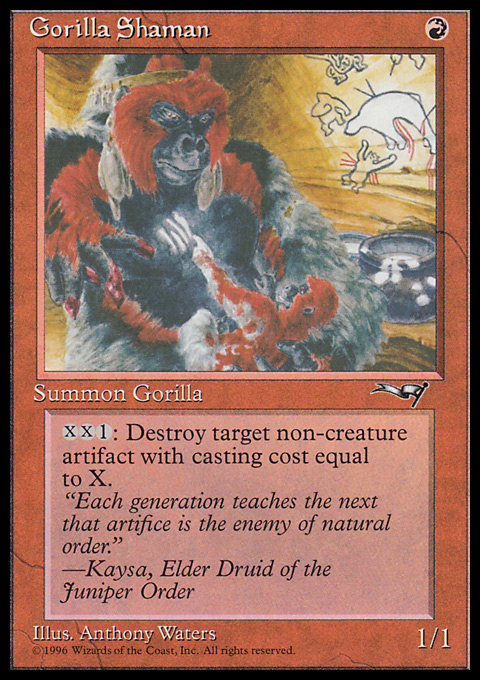 Gorilla Shaman
Summon Gorilla
X X 1: Destroy target non-creature
artifact with casting cost equal
to X.
“Each generation teaches the next
that artifice is the enemy of natural
order.”
—Kaysa, Elder Druid of the
Juniper Order
Illus. Anthony Waters
1/1
©1996 Wizards of the Coast, Inc. All rights reserved.